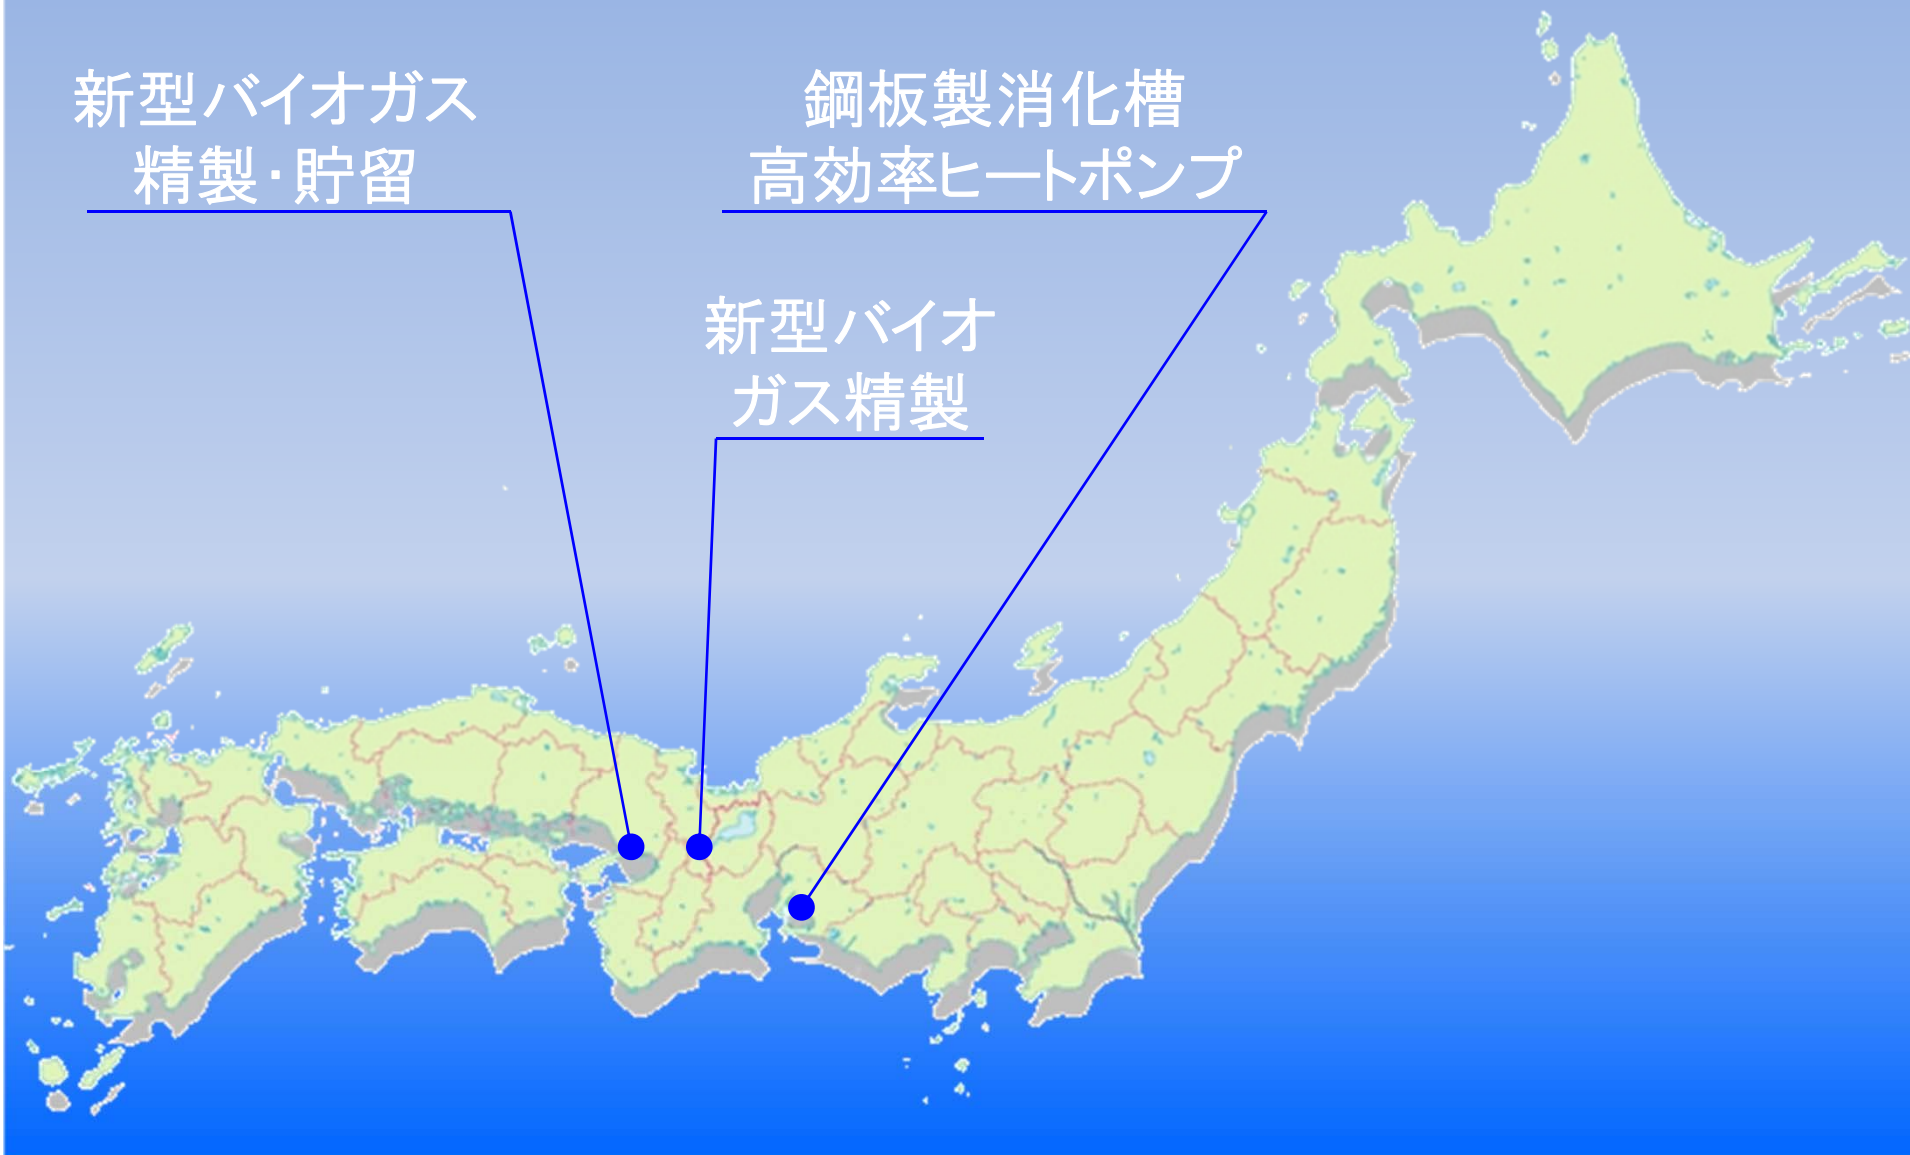 新型バイオガス
精製・貯留
鋼板製消化槽
高効率ヒートポンプ
新型バイオ
ガス精製